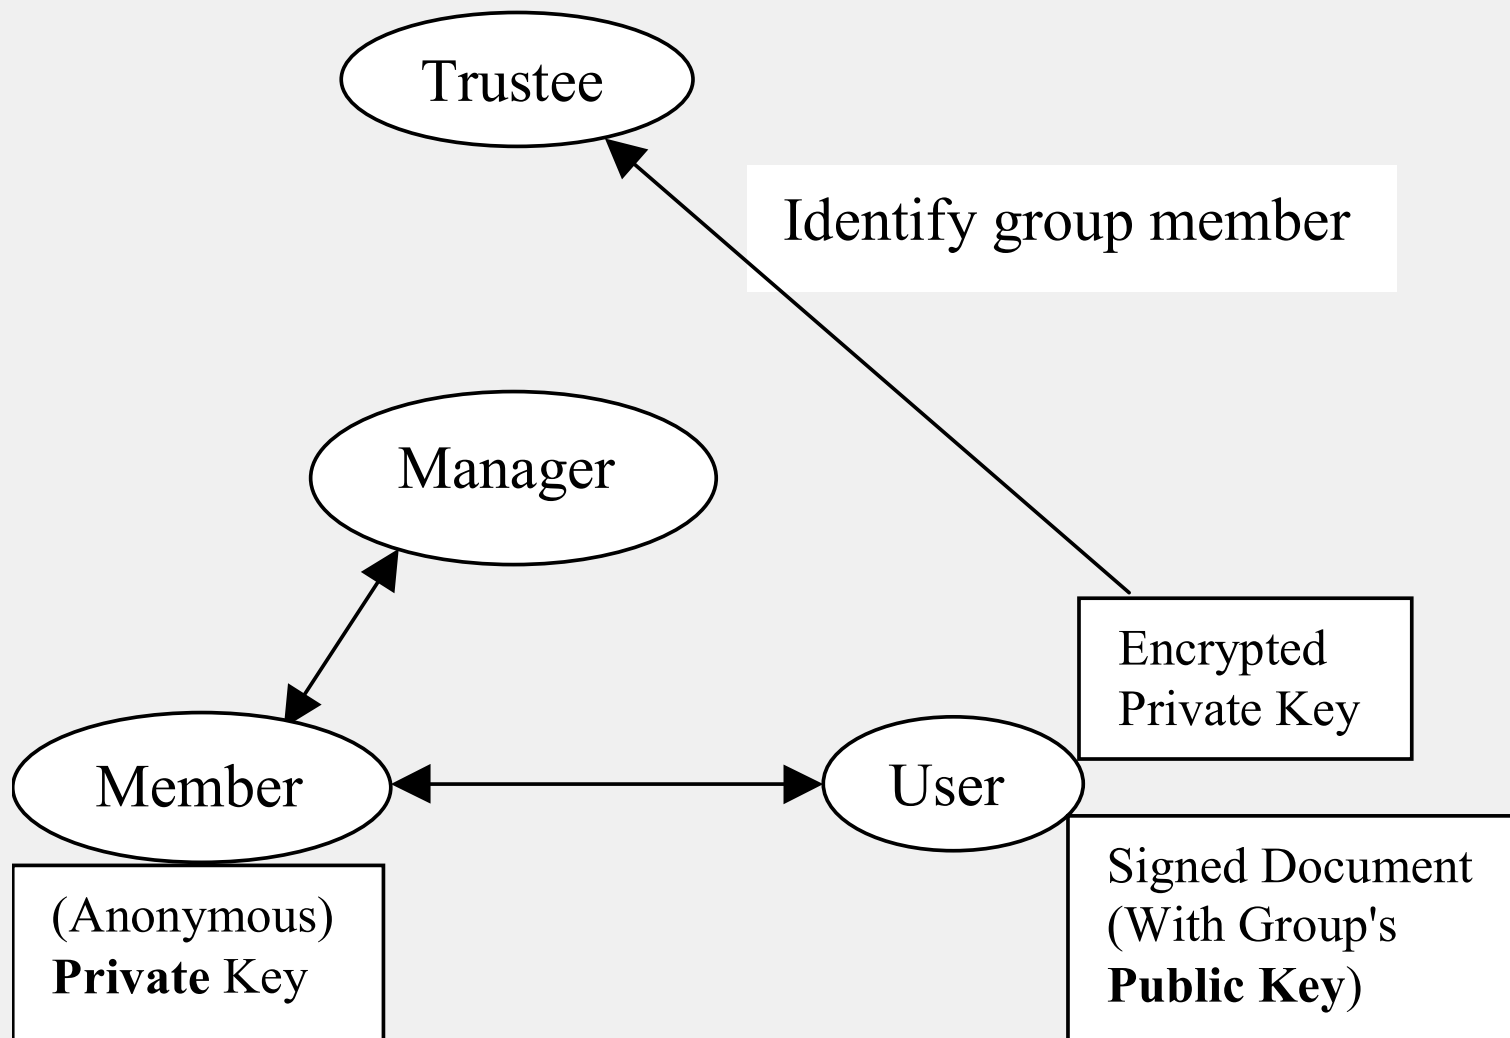 Trustee
Identify group member
Manager
Encrypted
Private Key
Member
User
(Anonymous)
Private Key
Signed Document
(With Group's
Public Key)